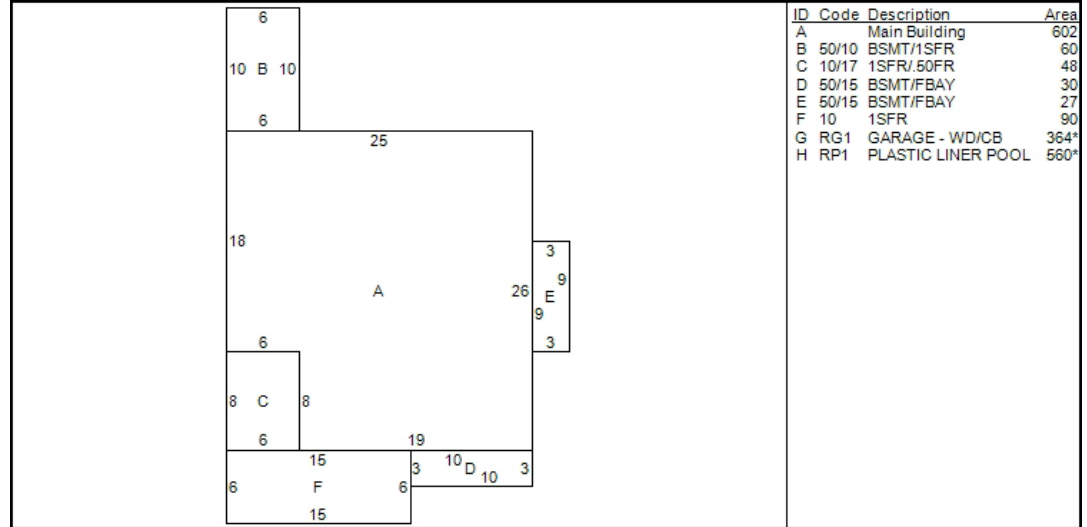 6
10 B 10
6
25
18
3
9
A
26
E
9
6
3
8 C 8
6
19
15
10
3
D
3
10
6 F 6
15
ID Code Description Area
A Main Building 602
B 50/10 BSMT/1SFR 60
C 10/17 1SFR/.50FR 48
D 50/15 BSMT/FBAY 30
E 50/15 BSMT/FBAY 27
F 10 1SFR 90
G RG1 GARAGE - WD/CB 364*
H RP1 PLASTIC LINER POOL 560*